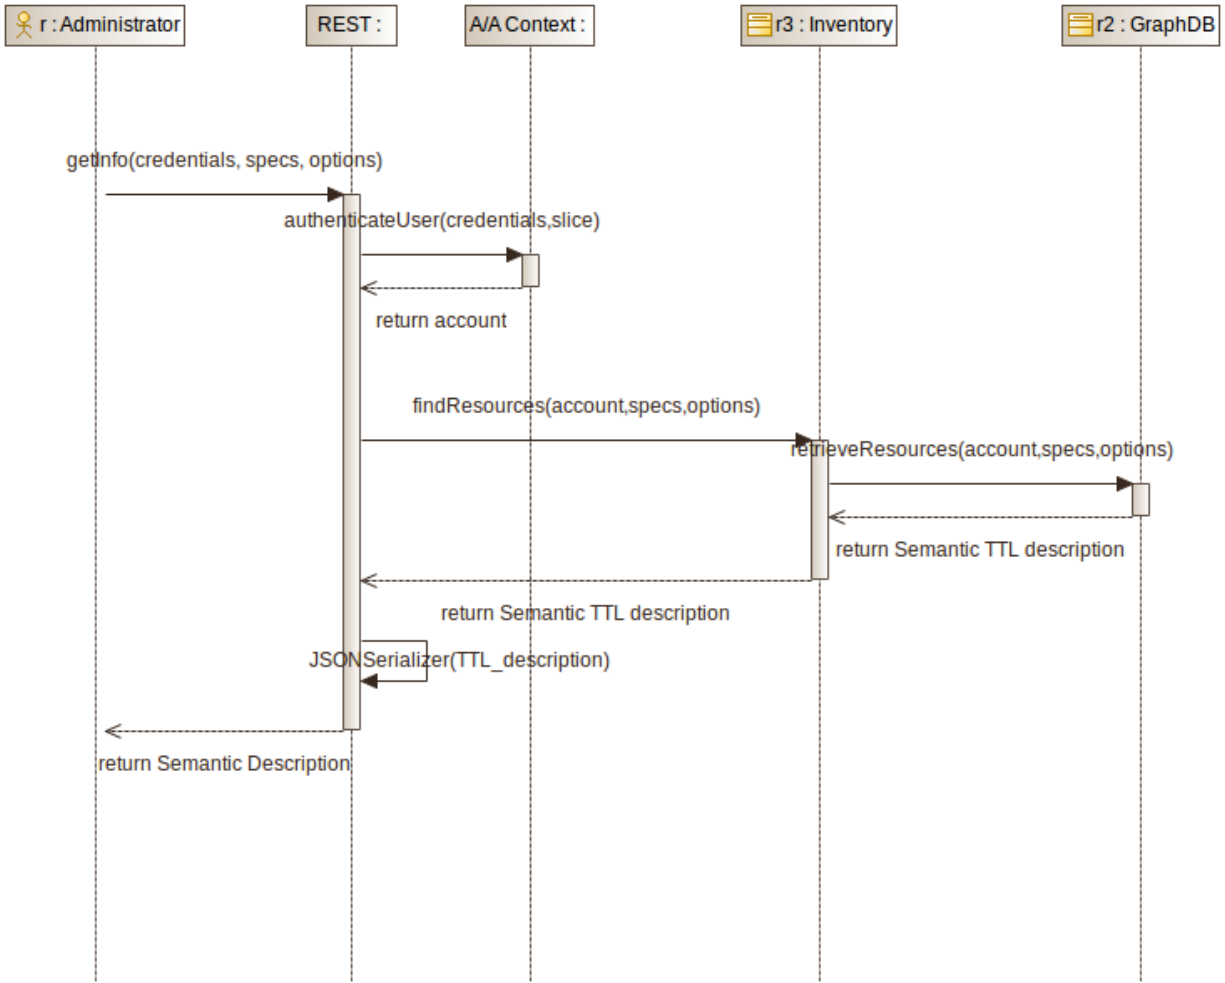 r : Administrator
REST :
A/A Context :
r3 : Inventory
r2 : GraphDB
getInfo(credentials, specs, options)
authenticateUser(credentials,slice)
return account
findResources(account,specs,options)
retrieveResources(account,specs,options)
return Semantic TTL description
return Semantic TTL description
JSONSerializer(TTL_description)
return Semantic Description